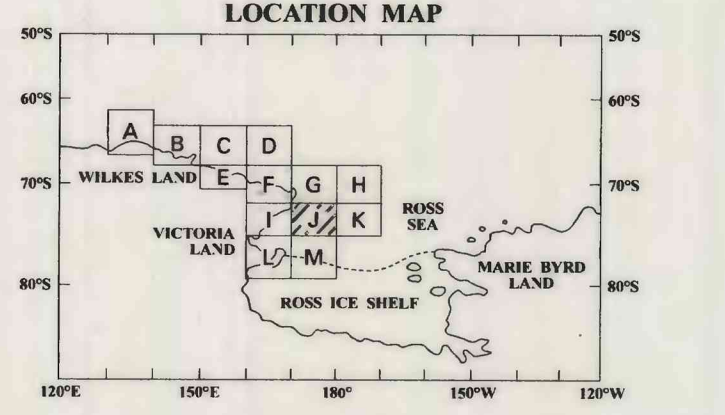 LOCATION MAP
50°S 50°S
60°S 60°S
A B C D
WILKES LAND E F G H
70°S 70°S
I J K ROSS SEA
VICTORIA LAND
L M
MARIE BYRD LAND
80°S 80°S
ROSS ICE SHELF
120°E 150°E 180° 150°W 120°W